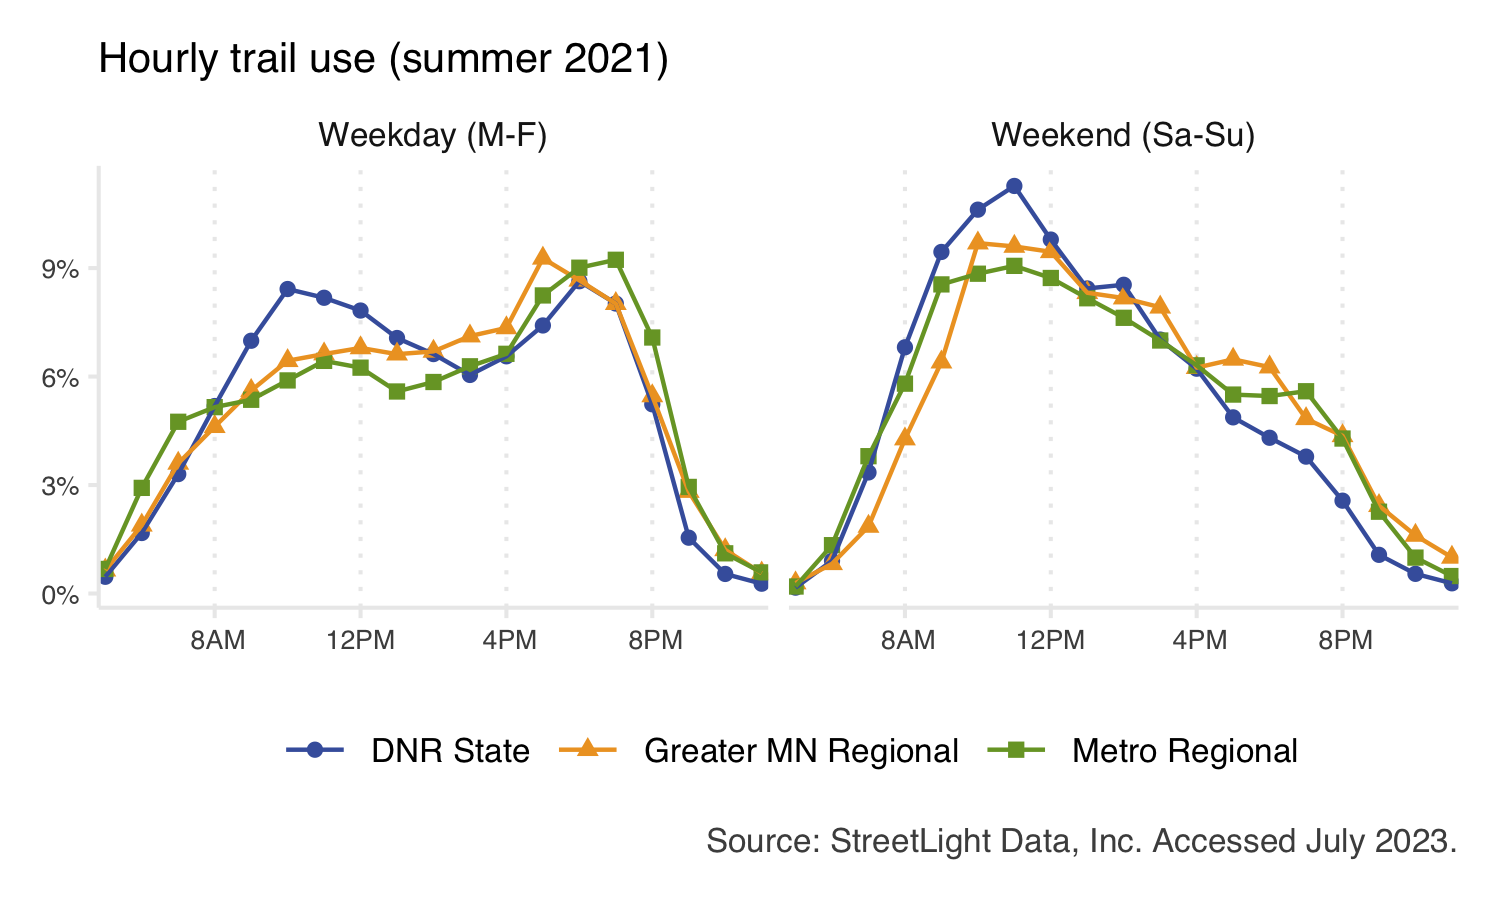 Hourly trail use (summer 2021)
Weekday (M-F)
Weekend (Sa-Su)
9%
6%
3%
0%
8AM 12PM 4PM 8PM
8AM 12PM 4PM 8PM
DNR State Greater MN Regional Metro Regional
Source: StreetLight Data, Inc. Accessed July 2023.